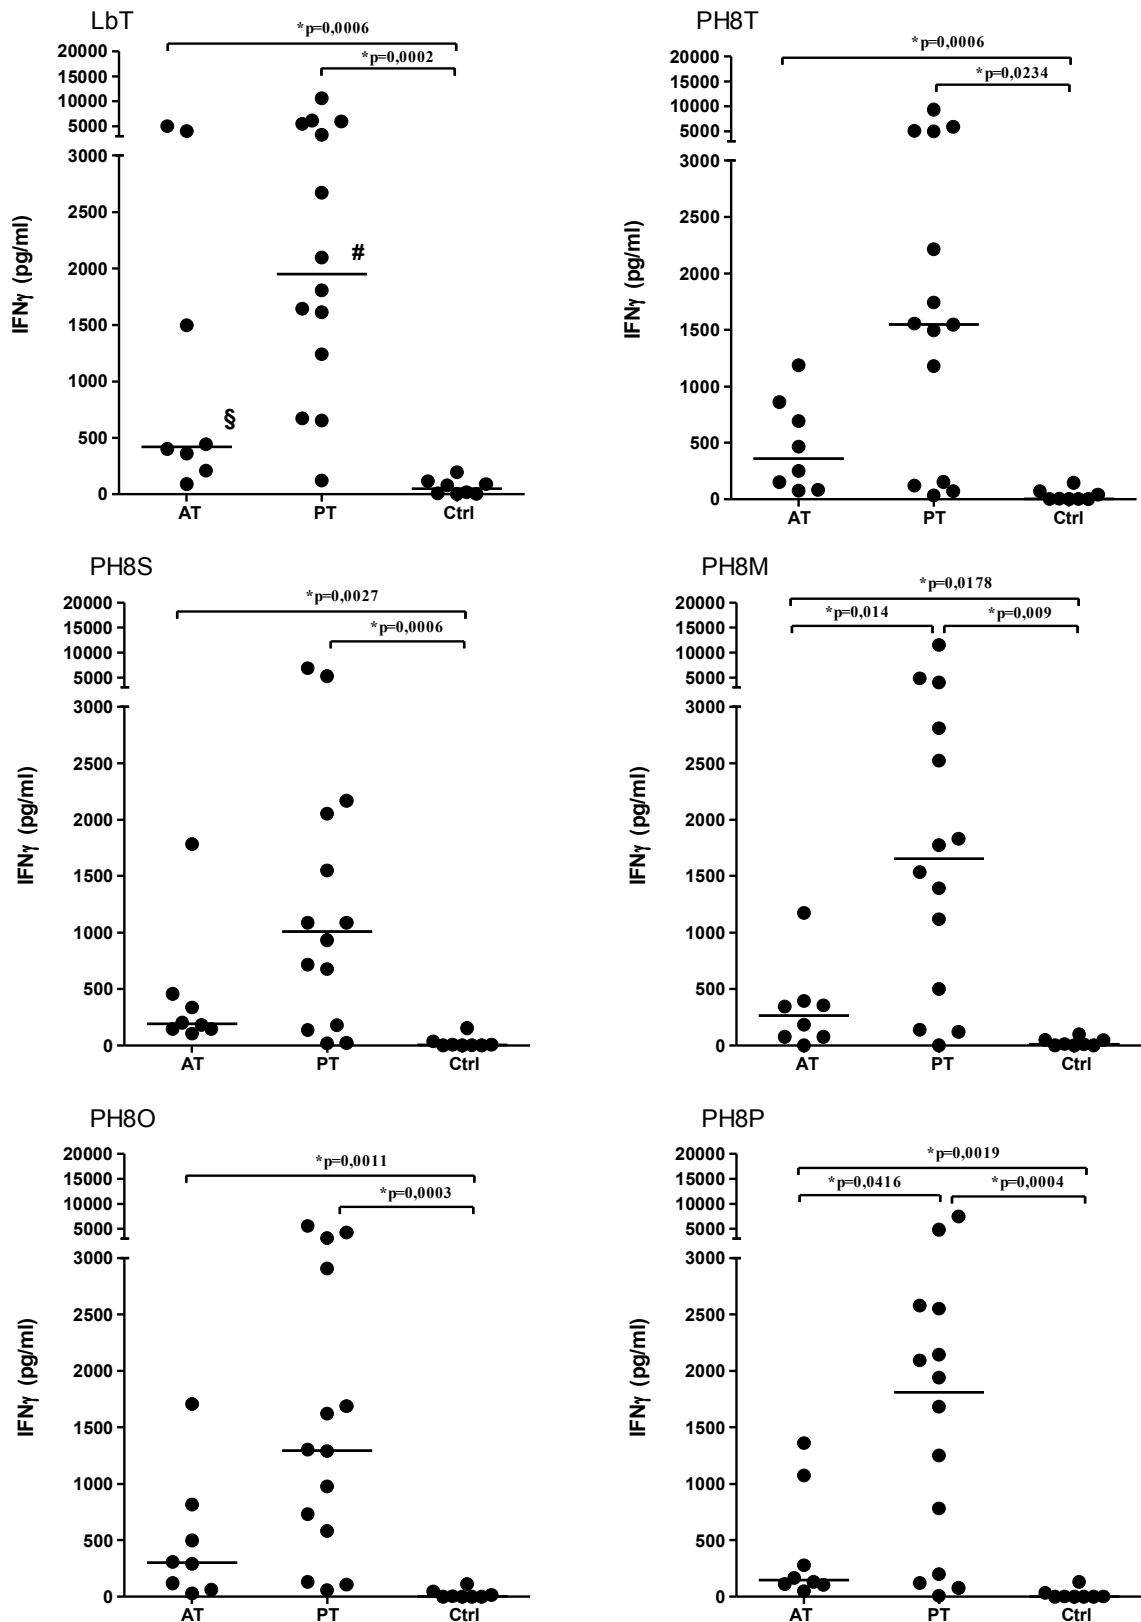 LbT
*p=0,0006
*p=0,0002
20000
15000
10000
5000
3000
2500
2000
1500
1000
500
0
IFNγ (pg/ml)
§
#
AT PT Ctrl
PH8T
*p=0,0006
*p=0,0234
20000
15000
10000
5000
3000
2500
2000
1500
1000
500
0
IFNγ (pg/ml)
AT PT Ctrl
PH8S
*p=0,0027
*p=0,0006
20000
15000
10000
5000
3000
2500
2000
1500
1000
500
0
IFNγ (pg/ml)
AT PT Ctrl
PH8M
*p=0,0178
*p=0,014 *p=0,009
20000
15000
10000
5000
3000
2500
2000
1500
1000
500
0
IFNγ (pg/ml)
AT PT Ctrl
PH8O
*p=0,0011
*p=0,0003
20000
15000
10000
5000
3000
2500
2000
1500
1000
500
0
IFNγ (pg/ml)
AT PT Ctrl
PH8P
*p=0,0019
*p=0,0416 *p=0,0004
20000
15000
10000
5000
3000
2500
2000
1500
1000
500
0
IFNγ (pg/ml)
AT PT Ctrl